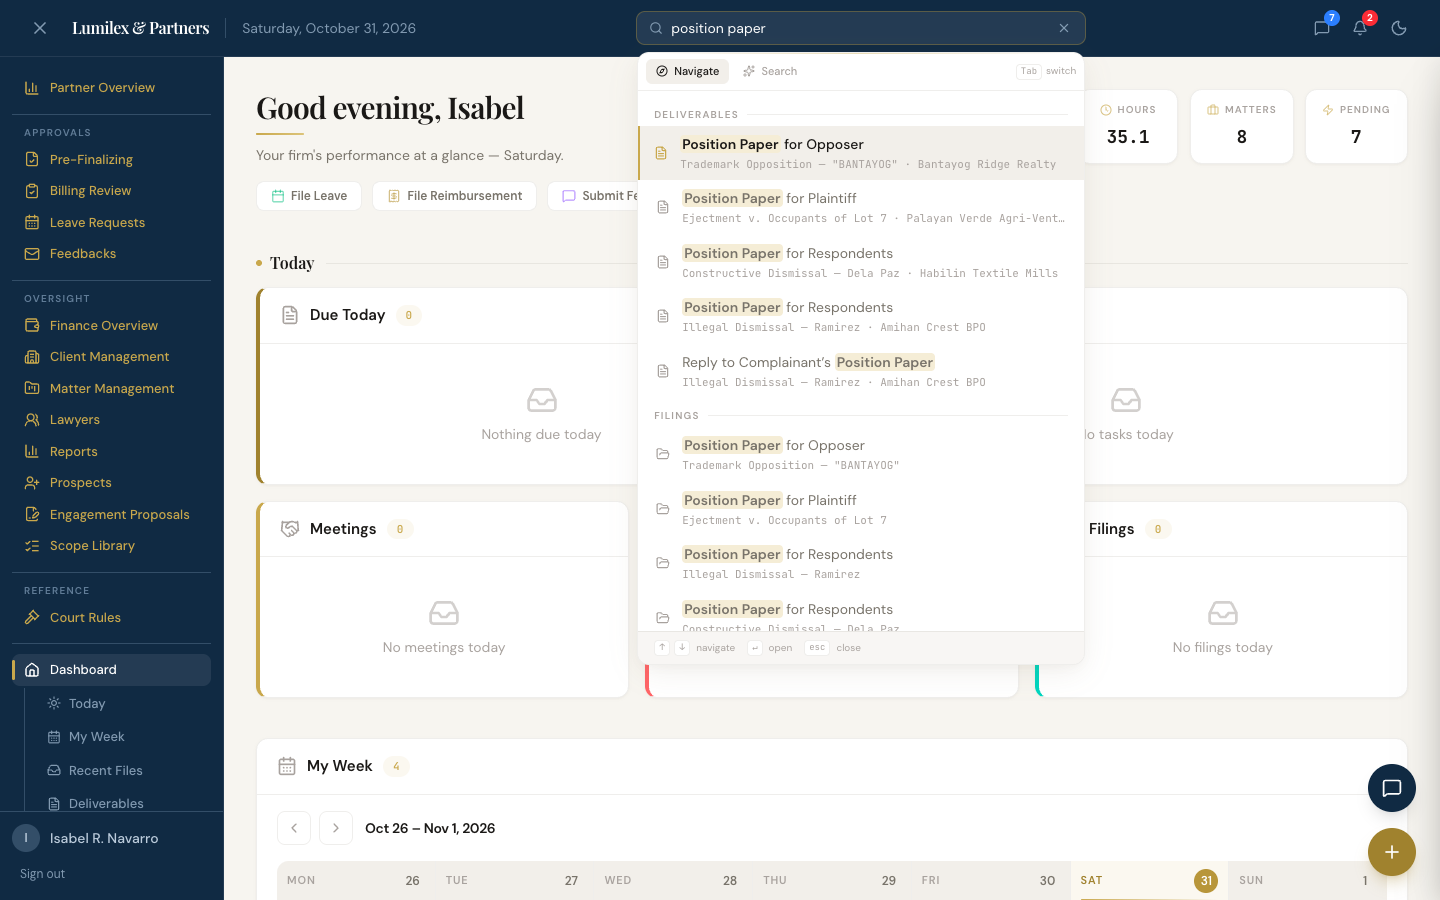 Lumilex & Partners
Saturday, October 31, 2026
position paper
7
2
Partner Overview
APPROVALS
Pre-Finalizing
Billing Review
Leave Requests
Feedbacks
OVERSIGHT
Finance Overview
Client Management
Matter Management
Lawyers
Reports
Prospects
Engagement Proposals
Scope Library
REFERENCE
Court Rules
Dashboard
Today
My Week
Recent Files
Deliverables
I
Isabel R. Navarro
Sign out
Good evening, Isabel
Your firm's performance at a glance — Saturday.
File Leave
File Reimbursement
Submit Fe
HOURS
35.1
MATTERS
8
PENDING
7
Navigate
Search
Tab switch
DELIVERABLES
Position Paper for Opposer
Trademark Opposition — "BANTAYOG" · Bantayog Ridge Realty
Position Paper for Plaintiff
Ejectment v. Occupants of Lot 7 · Palayan Verde Agri-Vent…
Position Paper for Respondents
Constructive Dismissal — Dela Paz · Habilin Textile Mills
Position Paper for Respondents
Illegal Dismissal — Ramirez · Amihan Crest BPO
Reply to Complainant's Position Paper
Illegal Dismissal — Ramirez · Amihan Crest BPO
FILINGS
Position Paper for Opposer
Trademark Opposition — "BANTAYOG"
Position Paper for Plaintiff
Ejectment v. Occupants of Lot 7
Position Paper for Respondents
Illegal Dismissal — Ramirez
Position Paper for Respondents
Constructive Dismissal — Dela Paz
↑ ↓ navigate ↵ open esc close
Today
Due Today 0
Nothing due today
o tasks today
Meetings 0
No meetings today
Filings 0
No filings today
My Week 4
Oct 26 – Nov 1, 2026
MON 26 TUE 27 WED 28 THU 29 FRI 30 SAT 31 SUN 1